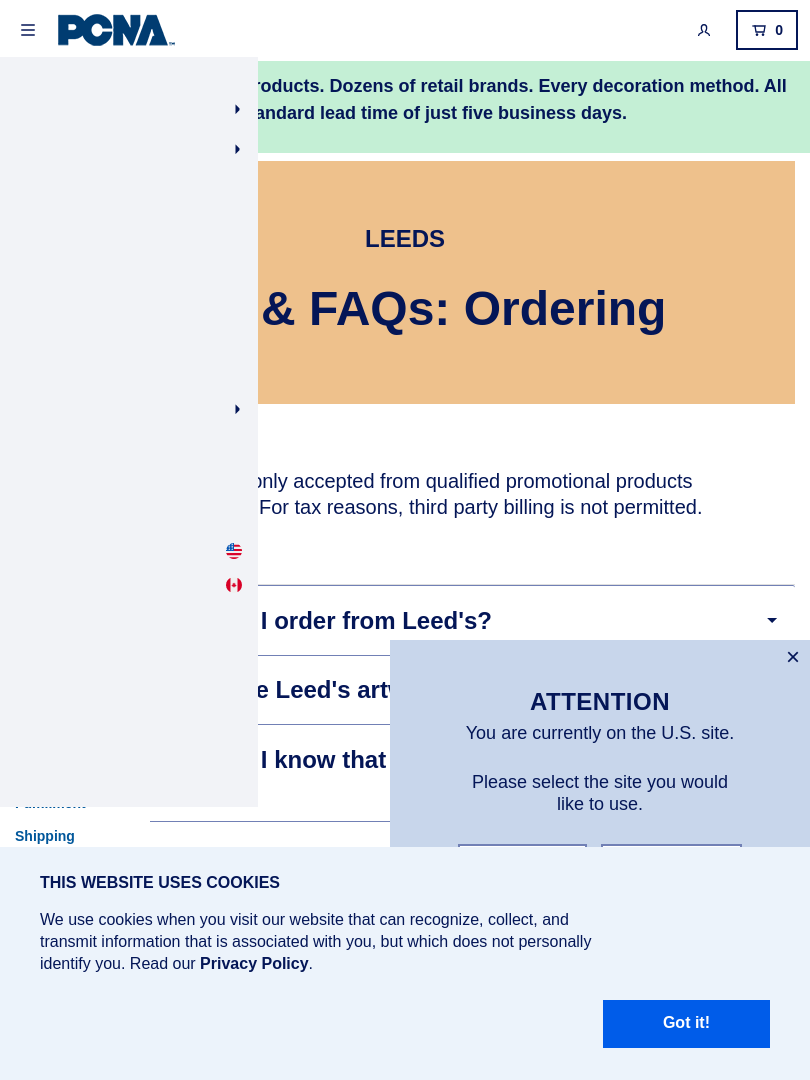 PCNA
0
roducts. Dozens of retail brands. Every decoration method. All
andard lead time of just five business days.
LEEDS
& FAQs: Ordering
only accepted from qualified promotional products
For tax reasons, third party billing is not permitted.
I order from Leed's?
e Leed's art
I know that
Shipping
ATTENTION
You are currently on the U.S. site.
Please select the site you would
like to use.
THIS WEBSITE USES COOKIES
We use cookies when you visit our website that can recognize, collect, and
transmit information that is associated with you, but which does not personally
identify you. Read our Privacy Policy.
Got it!